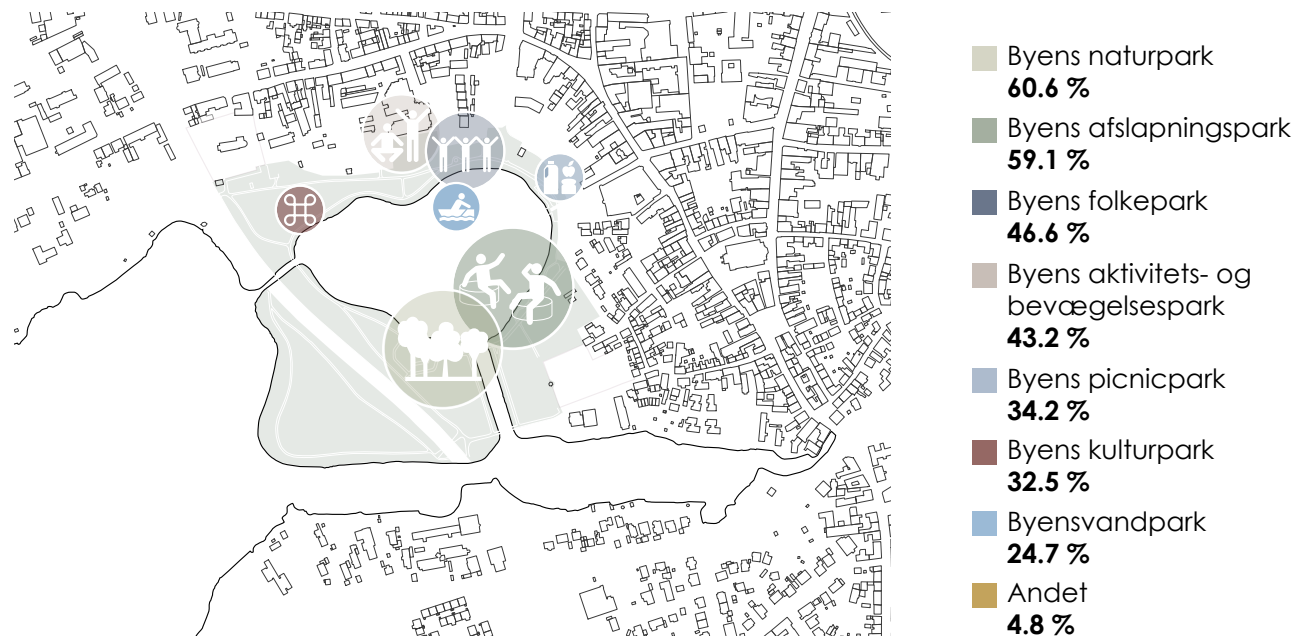 Byens naturpark
60.6 %
Byens afslapningspark
59.1 %
Byens folkepark
46.6 %
Byens aktivitets- og
bevægelsespark
43.2 %
Byens picnicpark
34.2 %
Byens kulturpark
32.5 %
Byensvandpark
24.7 %
Andet
4.8 %